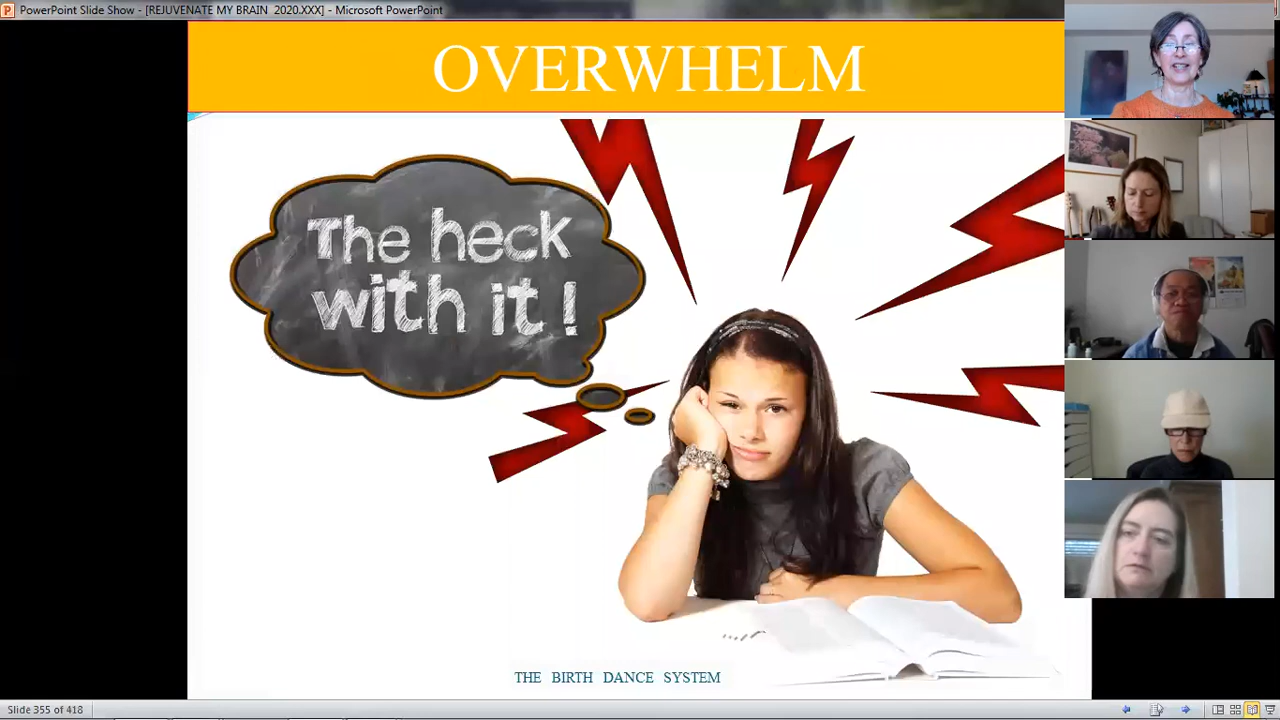 PowerPoint Slide Show - [REJUVENATE MY BRAIN  2020.XXX] - Microsoft PowerPoint
OVERWHELM
The heck
with it !
THE BIRTH DANCE SYSTEM
Slide 355 of 418